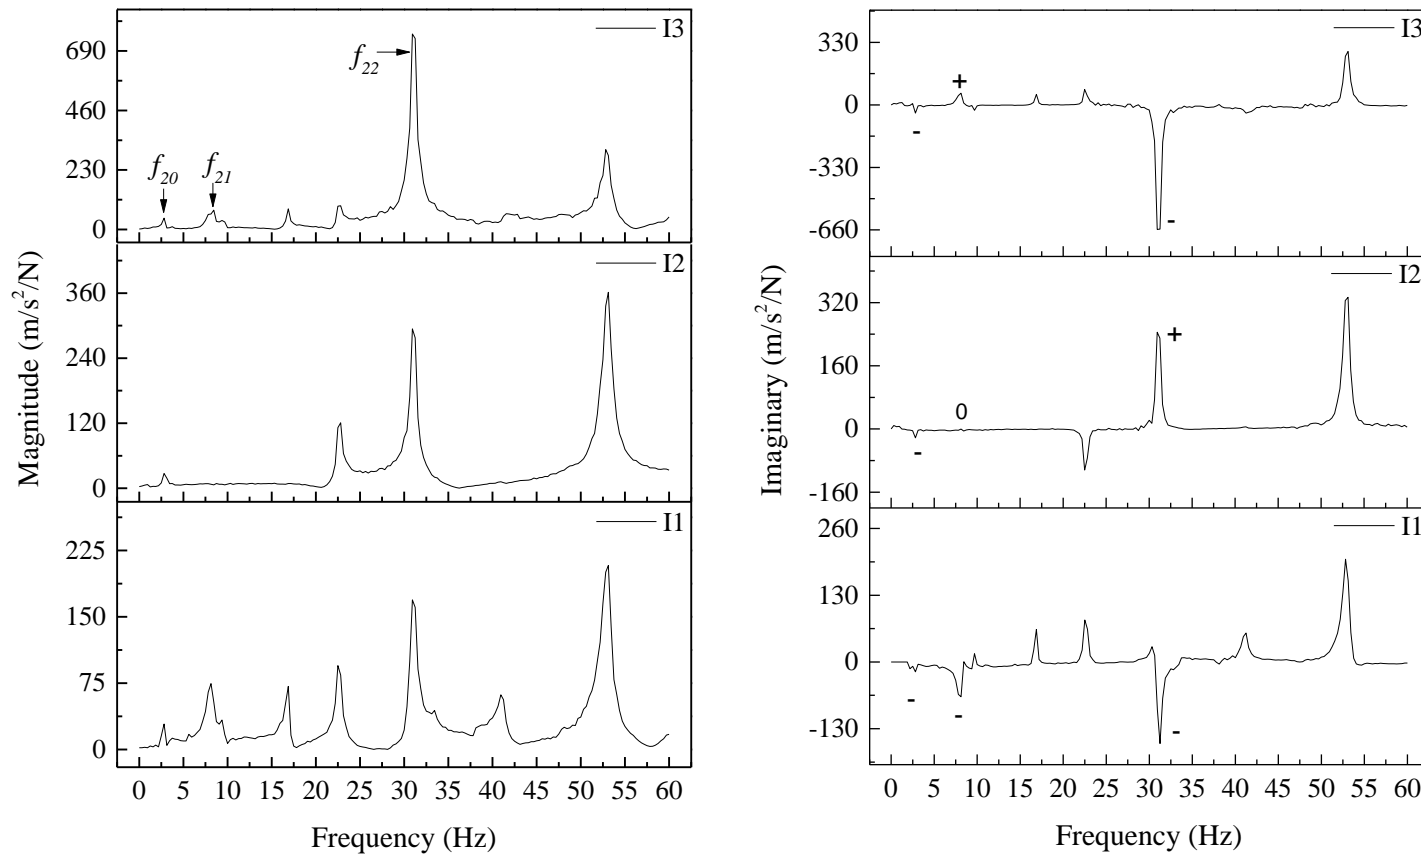 I3
f22
f20
f21
690
460
230
0
I2
360
240
120
0
I1
225
150
75
0
Magnitude (m/s²/N)
0 5 10 15 20 25 30 35 40 45 50 55 60
Frequency (Hz)
I3
+
-
-
330
0
-330
-660
I2
+
0
-
320
160
0
-160
I1
-
-
-
260
130
0
-130
Imaginary (m/s²/N)
0 5 10 15 20 25 30 35 40 45 50 55 60
Frequency (Hz)